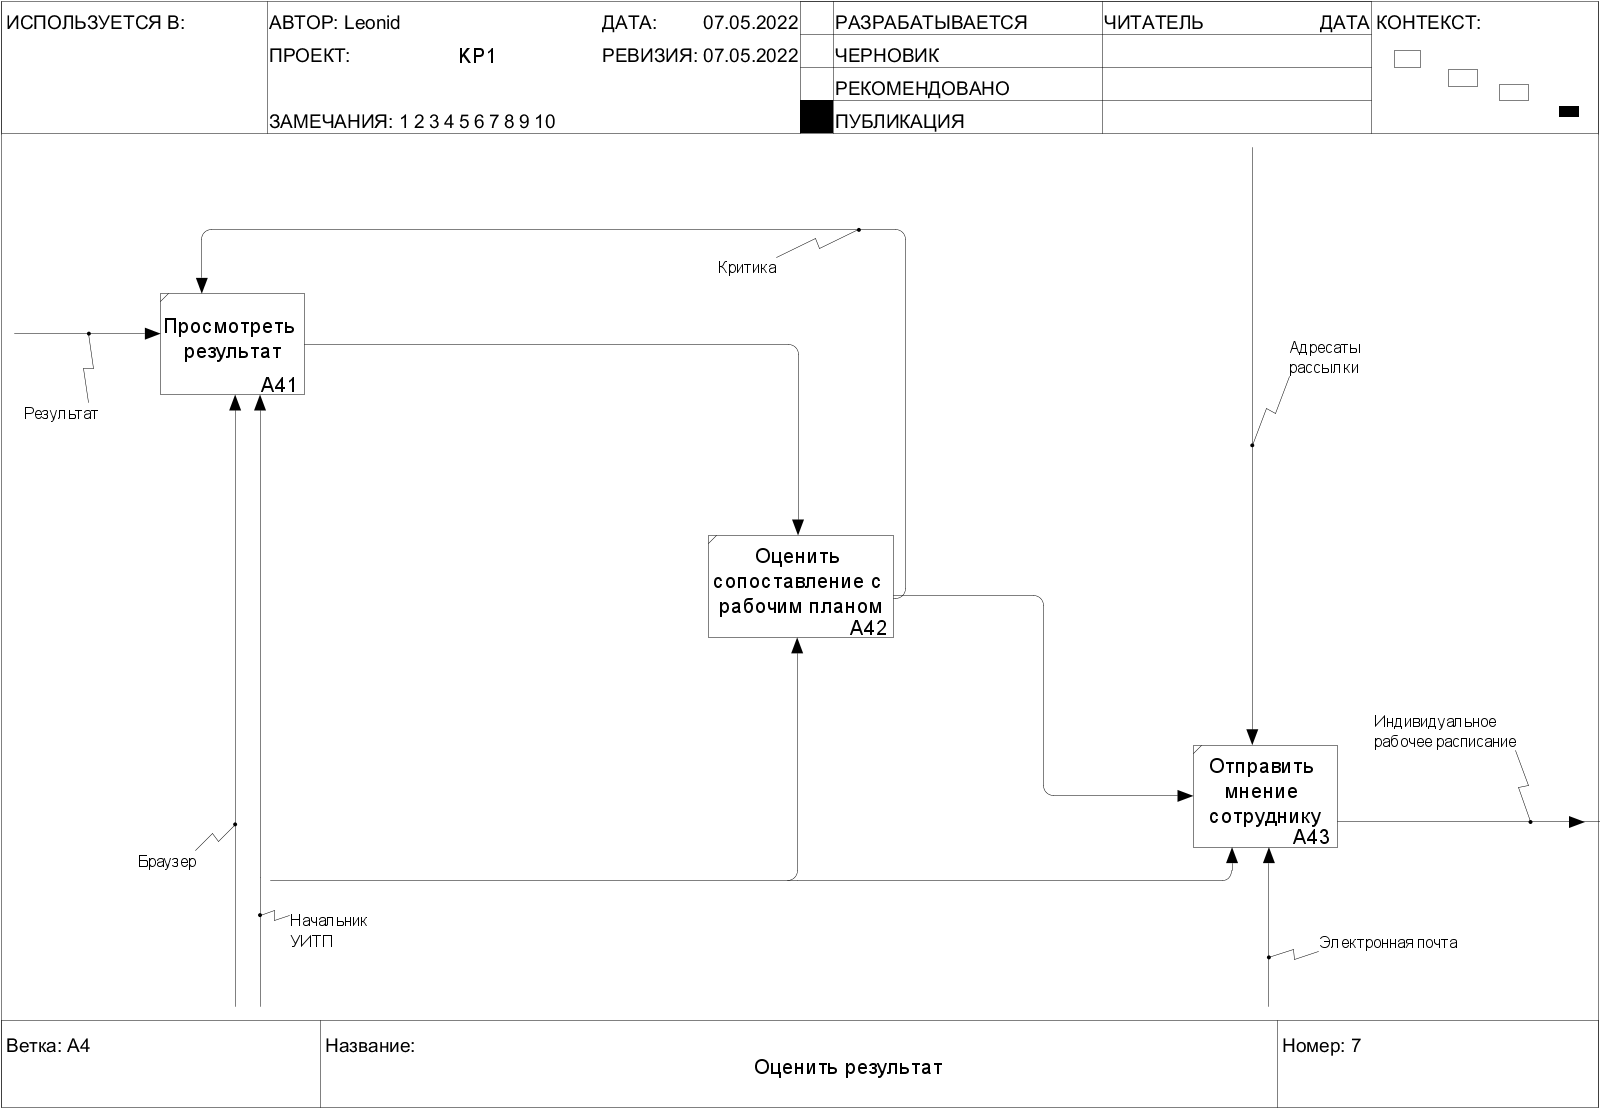 ИСПОЛЬЗУЕТСЯ В:
АВТОР: Leonid
ДАТА: 07.05.2022
ПРОЕКТ: КР1
РЕВИЗИЯ: 07.05.2022
ЗАМЕЧАНИЯ: 1 2 3 4 5 6 7 8 9 10
РАЗРАБАТЫВАЕТСЯ
ЧЕРНОВИК
РЕКОМЕНДОВАНО
ПУБЛИКАЦИЯ
ЧИТАТЕЛЬ ДАТА
КОНТЕКСТ:
Критика
Просмотреть
результат
A41
Результат
Адресаты
рассылки
Оценить
сопоставление с
рабочим планом
A42
Индивидуальное
рабочее расписание
Отправить
мнение
сотруднику
A43
Браузер
Начальник
УИТП
Электронная почта
Ветка: A4
Название:
Оценить результат
Номер: 7